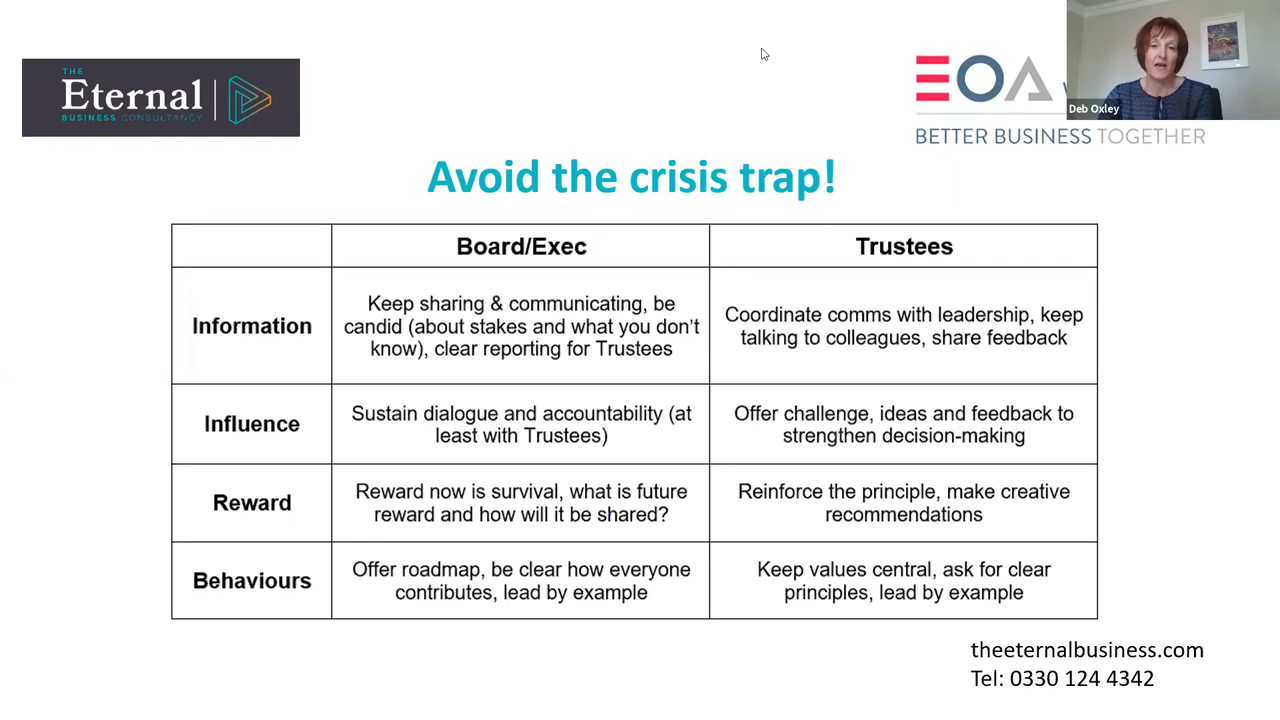 THE
Eternal
BUSINESS CONSULTANCY
EOA
BETTER BUSINESS TOGETHER
Deb Oxley
Avoid the crisis trap!
Board/Exec
Trustees
Information
Keep sharing & communicating, be
candid (about stakes and what you don't
know), clear reporting for Trustees
Coordinate comms with leadership, keep
talking to colleagues, share feedback
Influence
Sustain dialogue and accountability (at
least with Trustees)
Offer challenge, ideas and feedback to
strengthen decision-making
Reward
Reward now is survival, what is future
reward and how will it be shared?
Reinforce the principle, make creative
recommendations
Behaviours
Offer roadmap, be clear how everyone
contributes, lead by example
Keep values central, ask for clear
principles, lead by example
theeternalbusiness.com
Tel: 0330 124 4342